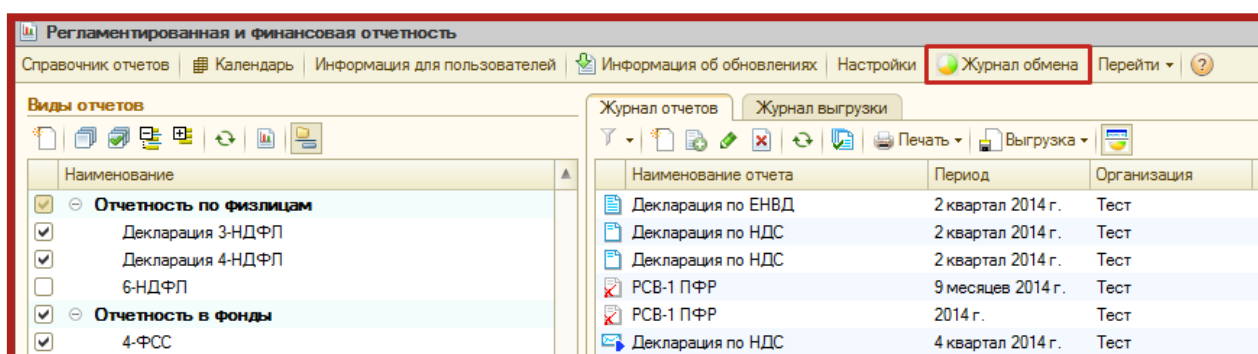 Регламентированная и финансовая отчетность
Справочник отчетов Календарь Информация для пользователей Информация об обновлениях Настройки Журнал обмена Перейти ?
Виды отчетов
Журнал отчетов Журнал выгрузки
Печать Выгрузка
Наименование
Отчетность по физлицам
Декларация 3-НДФЛ
Декларация 4-НДФЛ
6-НДФЛ
Отчетность в фонды
4-ФСС
Наименование отчета Период Организация
Декларация по ЕНВД 2 квартал 2014 г. Тест
Декларация по НДС 2 квартал 2014 г. Тест
Декларация по НДС 2 квартал 2014 г. Тест
РСВ-1 ПФР 9 месяцев 2014 г. Тест
РСВ-1 ПФР 2014 г. Тест
Декларация по НДС 4 квартал 2014 г. Тест